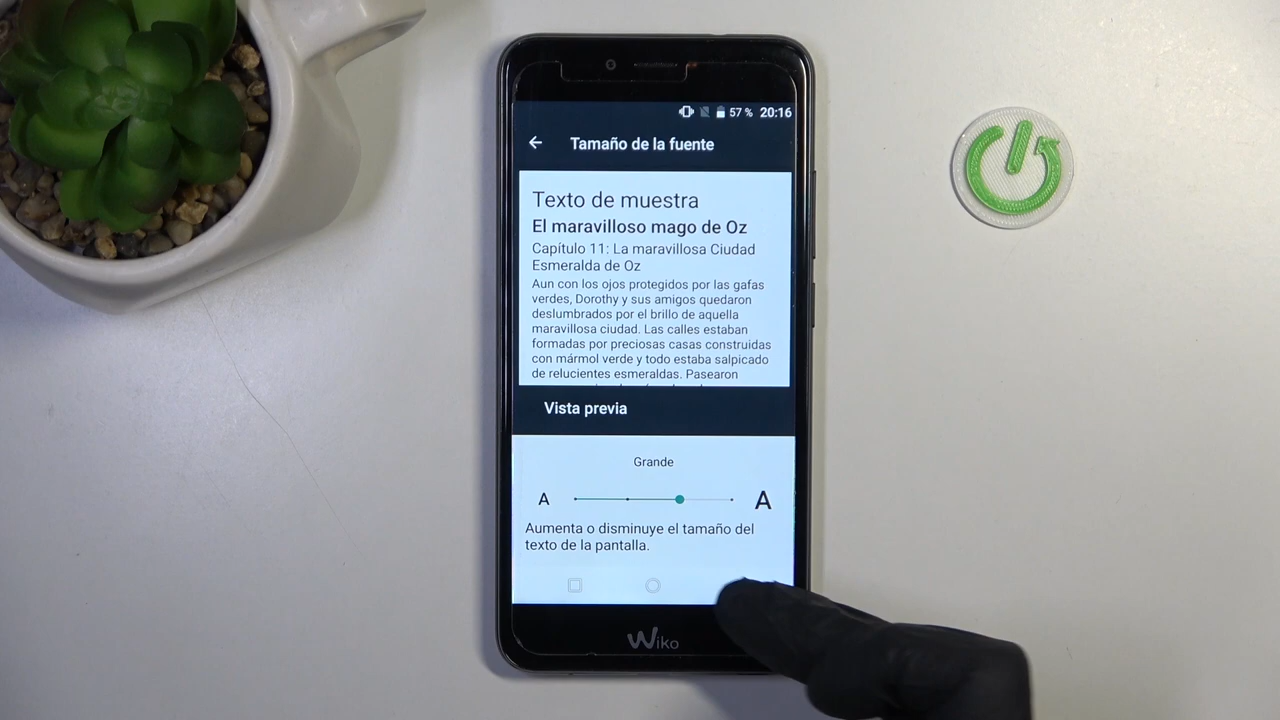 57 % 20:16
Tamaño de la fuente
Texto de muestra
El maravilloso mago de Oz
Capítulo 11: La maravillosa Ciudad
Esmeralda de Oz
Aun con los ojos protegidos por las gafas
verdes, Dorothy y sus amigos quedaron
deslumbrados por el brillo de aquella
maravillosa ciudad. Las calles estaban
formadas por preciosas casas construidas
con mármol verde y todo estaba salpicado
de relucientes esmeraldas. Pasearon
Vista previa
Grande
A A
Aumenta o disminuye el tamaño del
texto de la pantalla.
Wiko